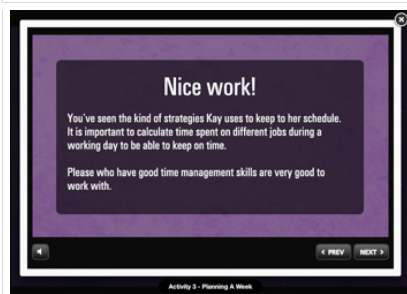 Nice work!
You've seen the kind of strategies Kay uses to keep to her schedule.
It is important to calculate time spent on different jobs during a
working day to be able to keep on time.
Please who have good time management skills are very good to
work with.
< PREV NEXT >
Activity 3 - Planning A Week